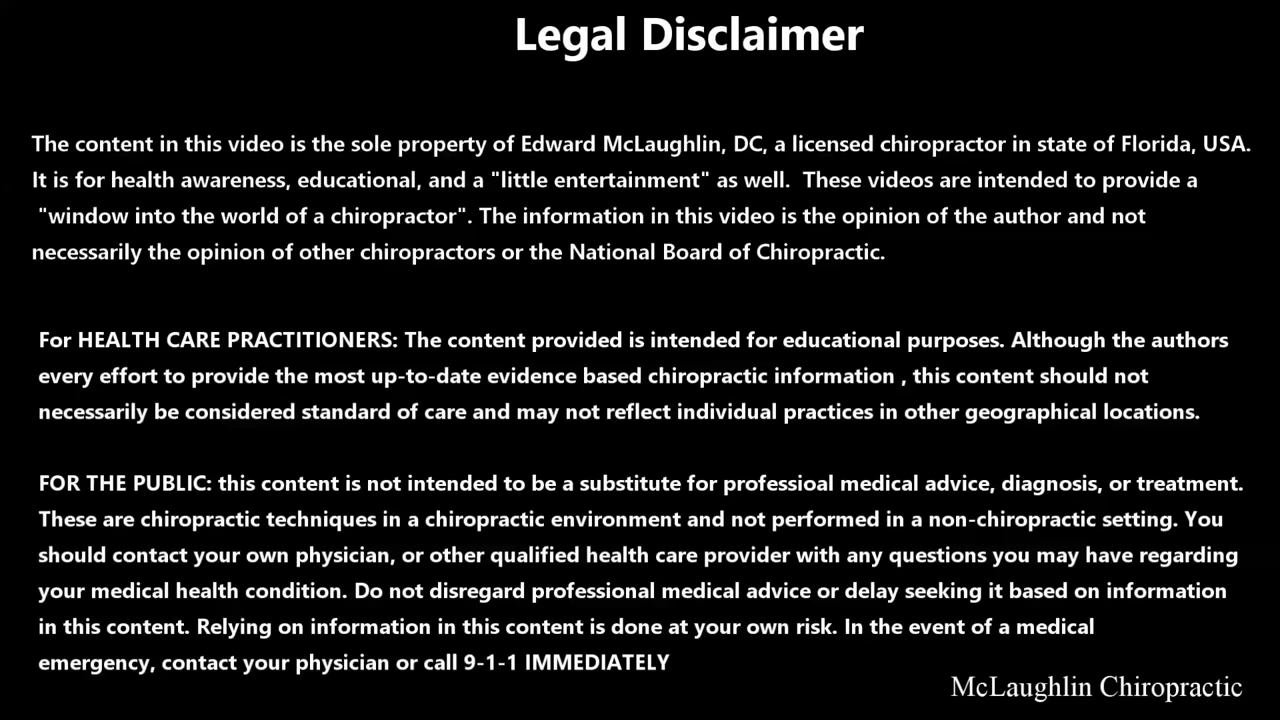 Legal Disclaimer
The content in this video is the sole property of Edward McLaughlin, DC, a licensed chiropractor in state of Florida, USA.
It is for health awareness, educational, and a "little entertainment" as well.  These videos are intended to provide a
"window into the world of a chiropractor". The information in this video is the opinion of the author and not
necessarily the opinion of other chiropractors or the National Board of Chiropractic.
For HEALTH CARE PRACTITIONERS: The content provided is intended for educational purposes. Although the authors
every effort to provide the most up-to-date evidence based chiropractic information , this content should not
necessarily be considered standard of care and may not reflect individual practices in other geographical locations.
FOR THE PUBLIC: this content is not intended to be a substitute for professioal medical advice, diagnosis, or treatment.
These are chiropractic techniques in a chiropractic environment and not performed in a non-chiropractic setting. You
should contact your own physician, or other qualified health care provider with any questions you may have regarding
your medical health condition. Do not disregard professional medical advice or delay seeking it based on information
in this content. Relying on information in this content is done at your own risk. In the event of a medical
emergency, contact your physician or call 9-1-1 IMMEDIATELY
McLaughlin Chiropractic